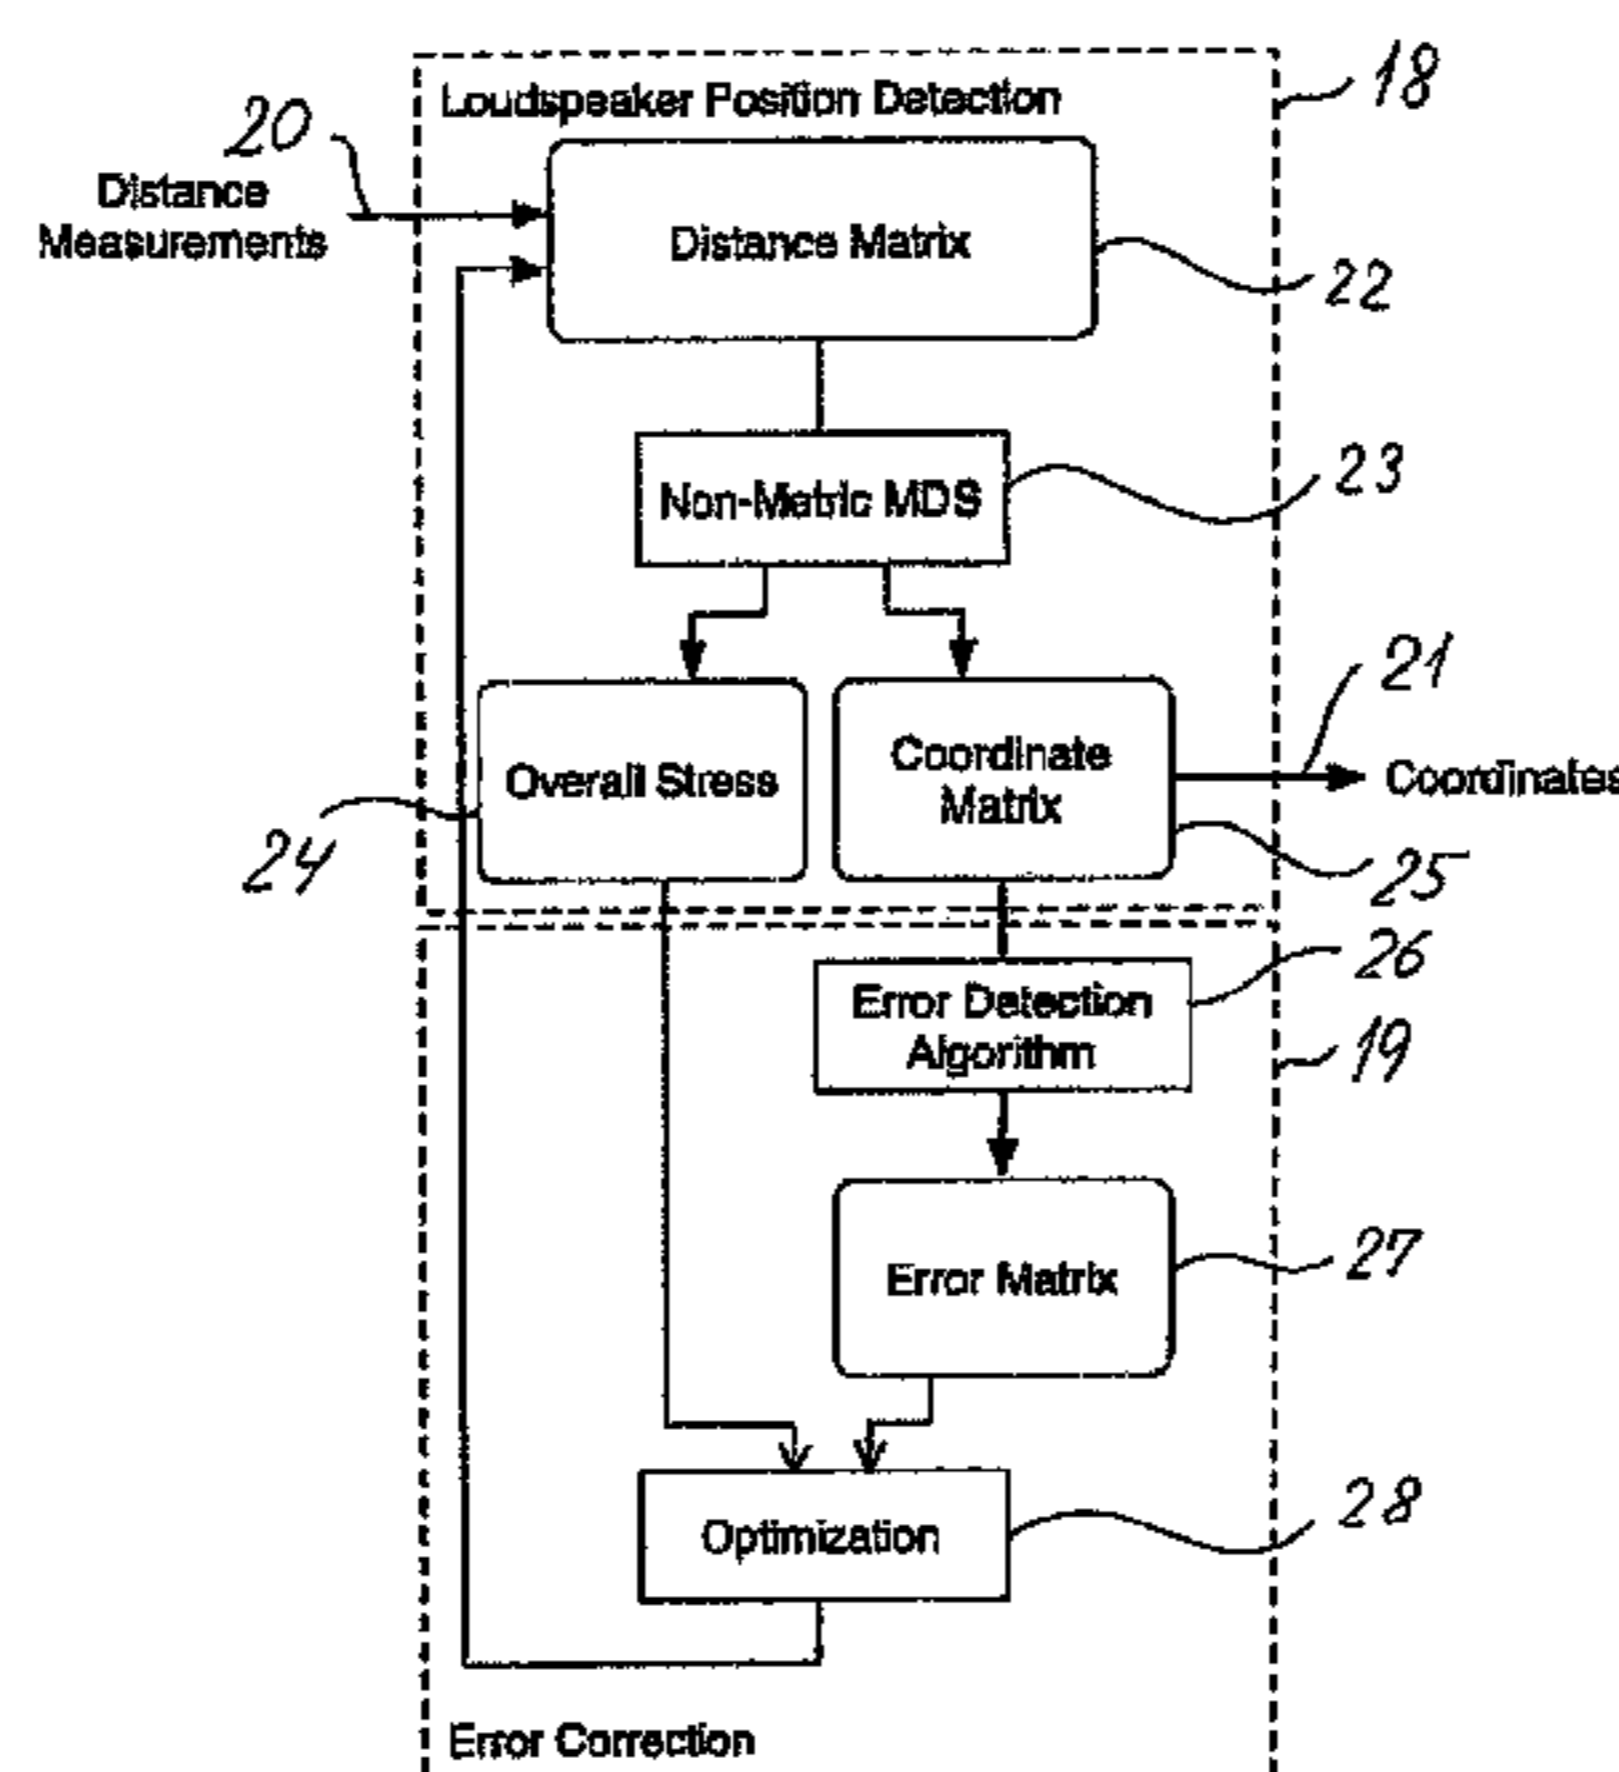 Loudspeaker Position Detection
18
20
Distance
Measurements
Distance Matrix
22
Non-Metric MDS
23
21
Overall Stress
Coordinate
Matrix
Coordinates
24
25
Error Detection
Algorithm
26
19
Error Matrix
27
Optimization
28
Error Correction